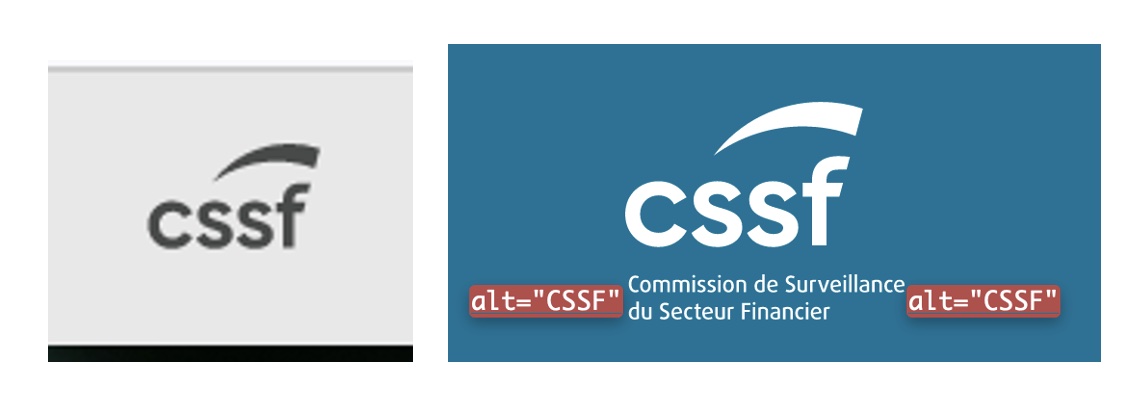 cssf
cssf
Commission de Surveillance
alt="CSSF" du Secteur Financier alt="CSSF"